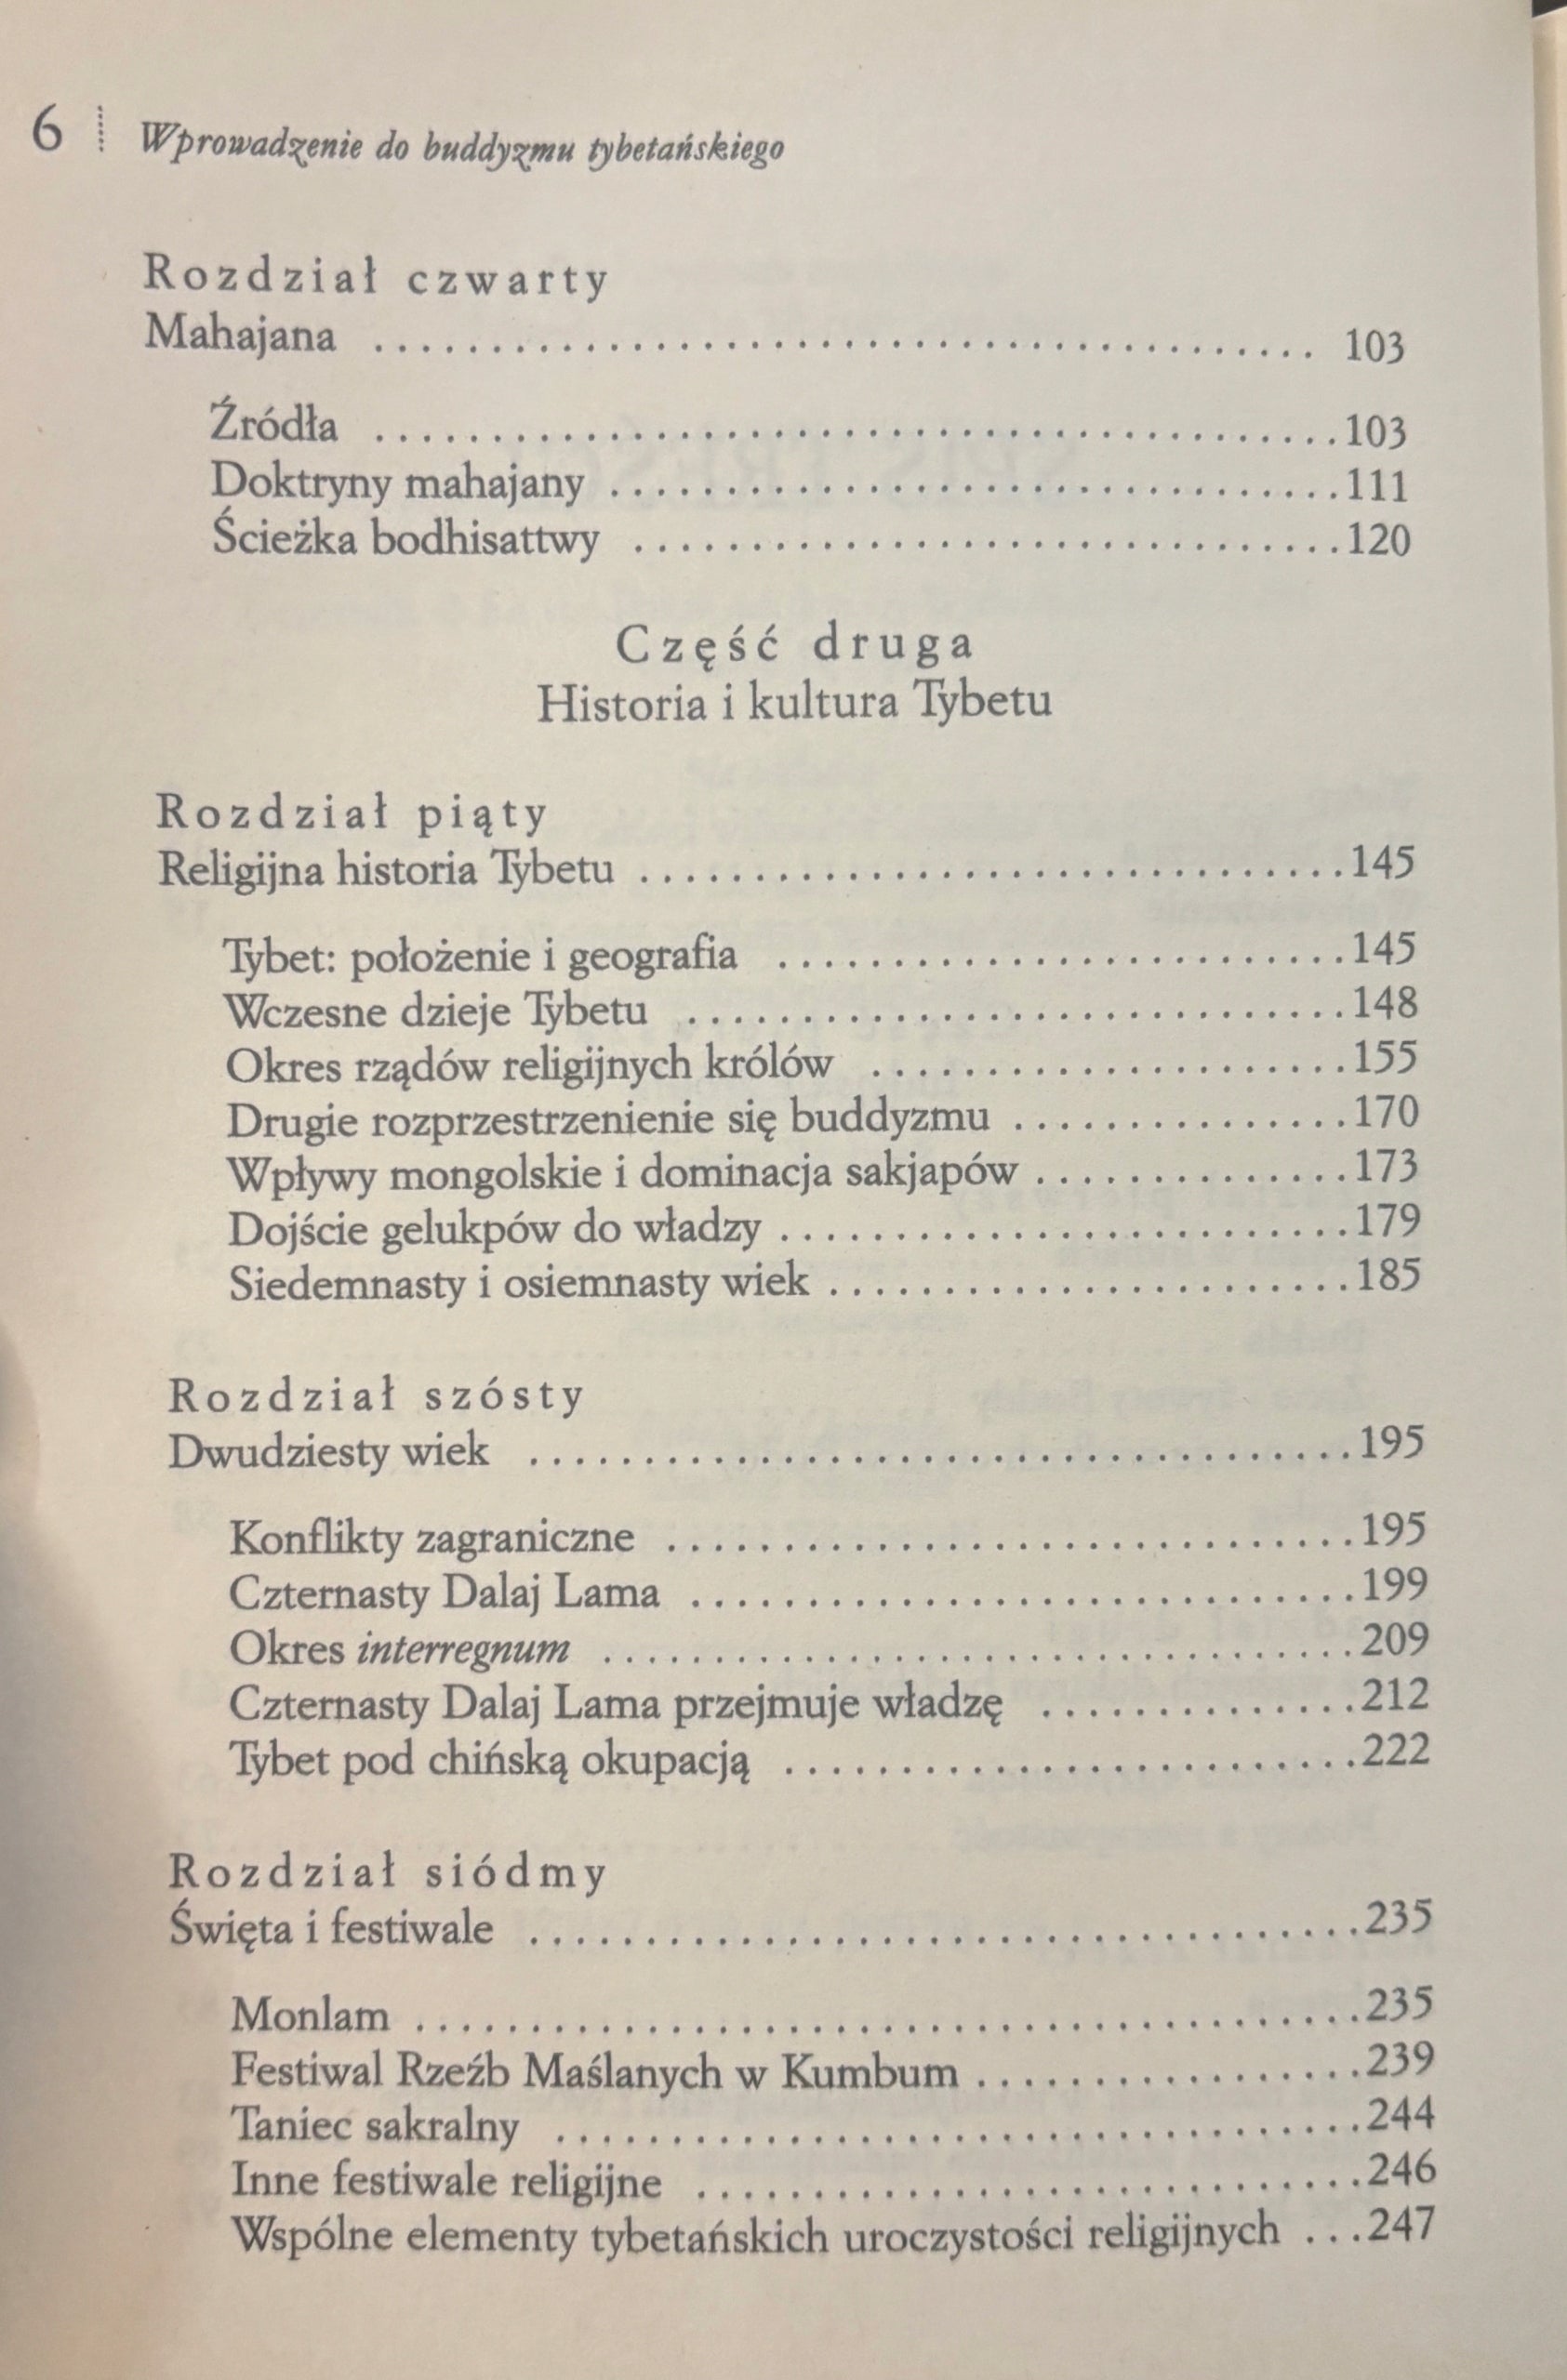 6 Wprowadzenie do buddyzmu tybetańskiego
Rozdział czwarty
Mahajana ........................................ 103
Źródła ......................................... 103
Doktryny mahajany ............................... 111
Ścieżka bodhisattwy .............................. 120
Część druga
Historia i kultura Tybetu
Rozdział piąty
Religijna historia Tybetu .............................. 145
Tybet: położenie i geografia ........................ 145
Wczesne dzieje Tybetu ............................ 148
Okres rządów religijnych królów .................... 155
Drugie rozprzestrzenienie się buddyzmu .............. 170
Wpływy mongolskie i dominacja sakjapów ............. 173
Dojście gelukpów do władzy ........................ 179
Siedemnasty i osiemnasty wiek ...................... 185
Rozdział szósty
Dwudziesty wiek ................................... 195
Konflikty zagraniczne ............................. 195
Czternasty Dalaj Lama ............................ 199
Okres interregnum ................................ 209
Czternasty Dalaj Lama przejmuje władzę .............. 212
Tybet pod chińską okupacją ........................ 222
Rozdział siódmy
Święta i festiwale ................................... 235
Monlam ........................................ 235
Festiwal Rzeźb Maślanych w Kumbum ................ 239
Taniec sakralny .................................. 244
Inne festiwale religijne ............................ 246
Wspólne elementy tybetańskich uroczystości religijnych ... 247